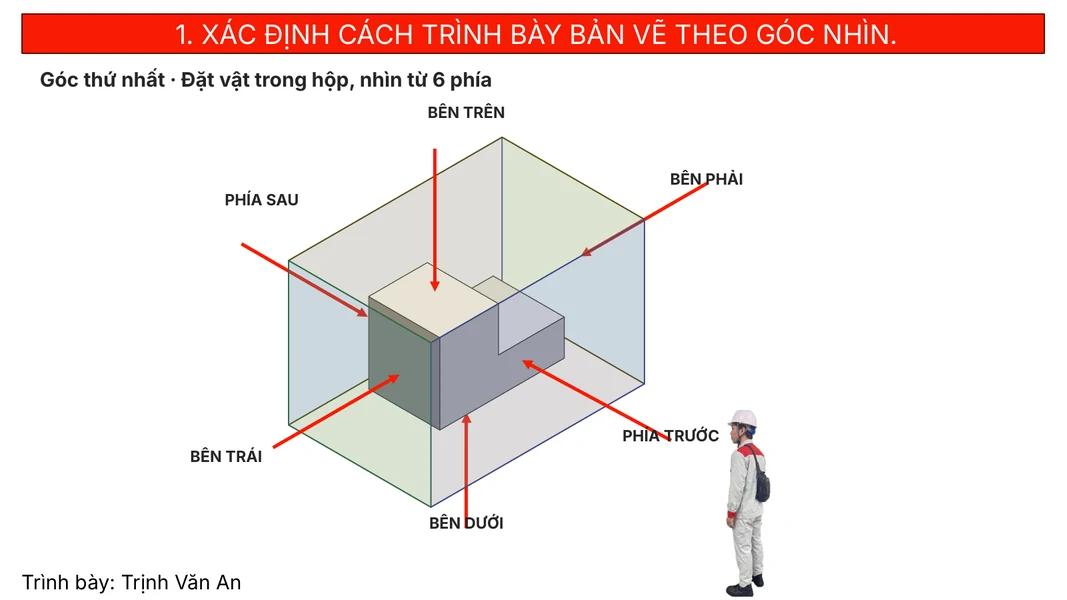 1. XÁC ĐỊNH CÁCH TRÌNH BÀY BẢN VẼ THEO GÓC NHÌN.
Góc thứ nhất · Đặt vật trong hộp, nhìn từ 6 phía
BÊN TRÊN
BÊN PHẢI
PHÍA SAU
PHÍA TRƯỚC
BÊN TRÁI
BÊN DƯỚI
Trình bày: Trịnh Văn An